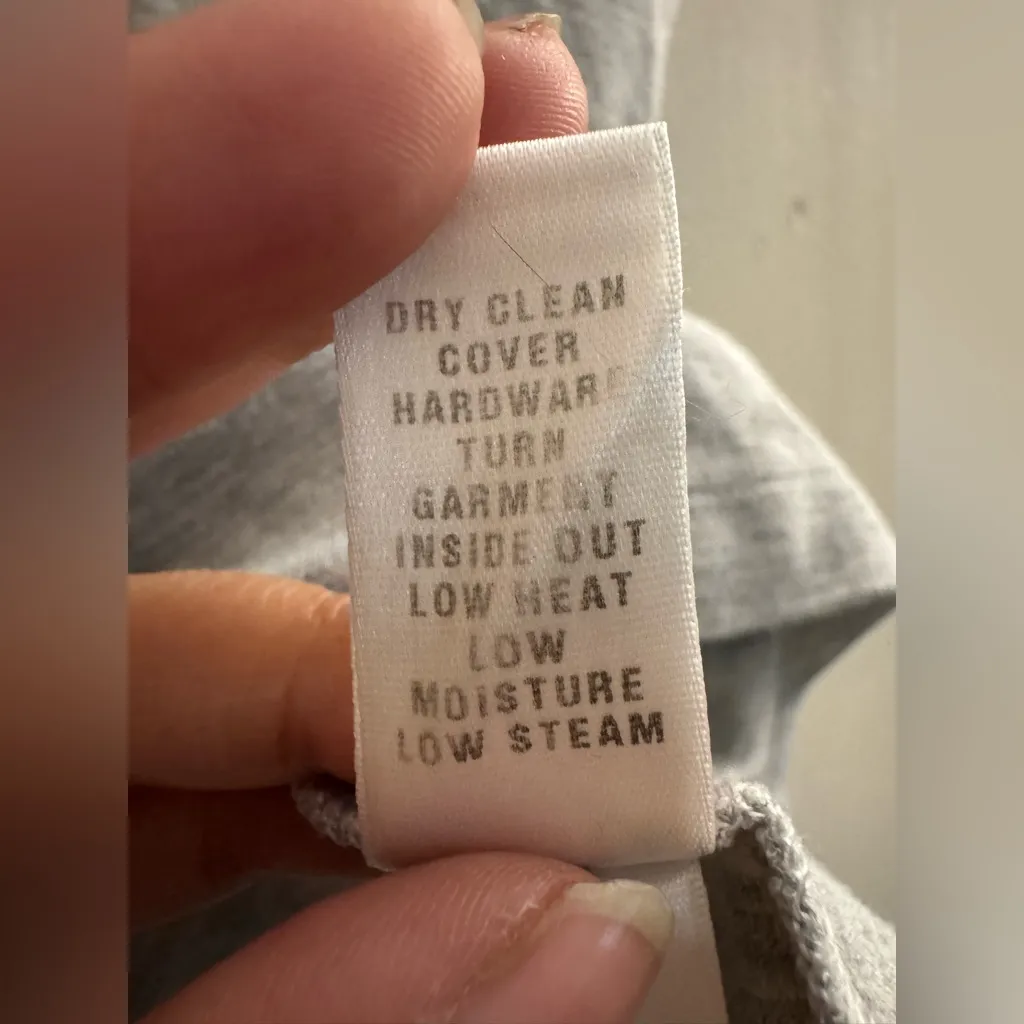 DRY CLEAN
COVER
HARDWARE
TURN
GARMENT
INSIDE OUT
LOW HEAT
LOW
MOISTURE
LOW STEAM